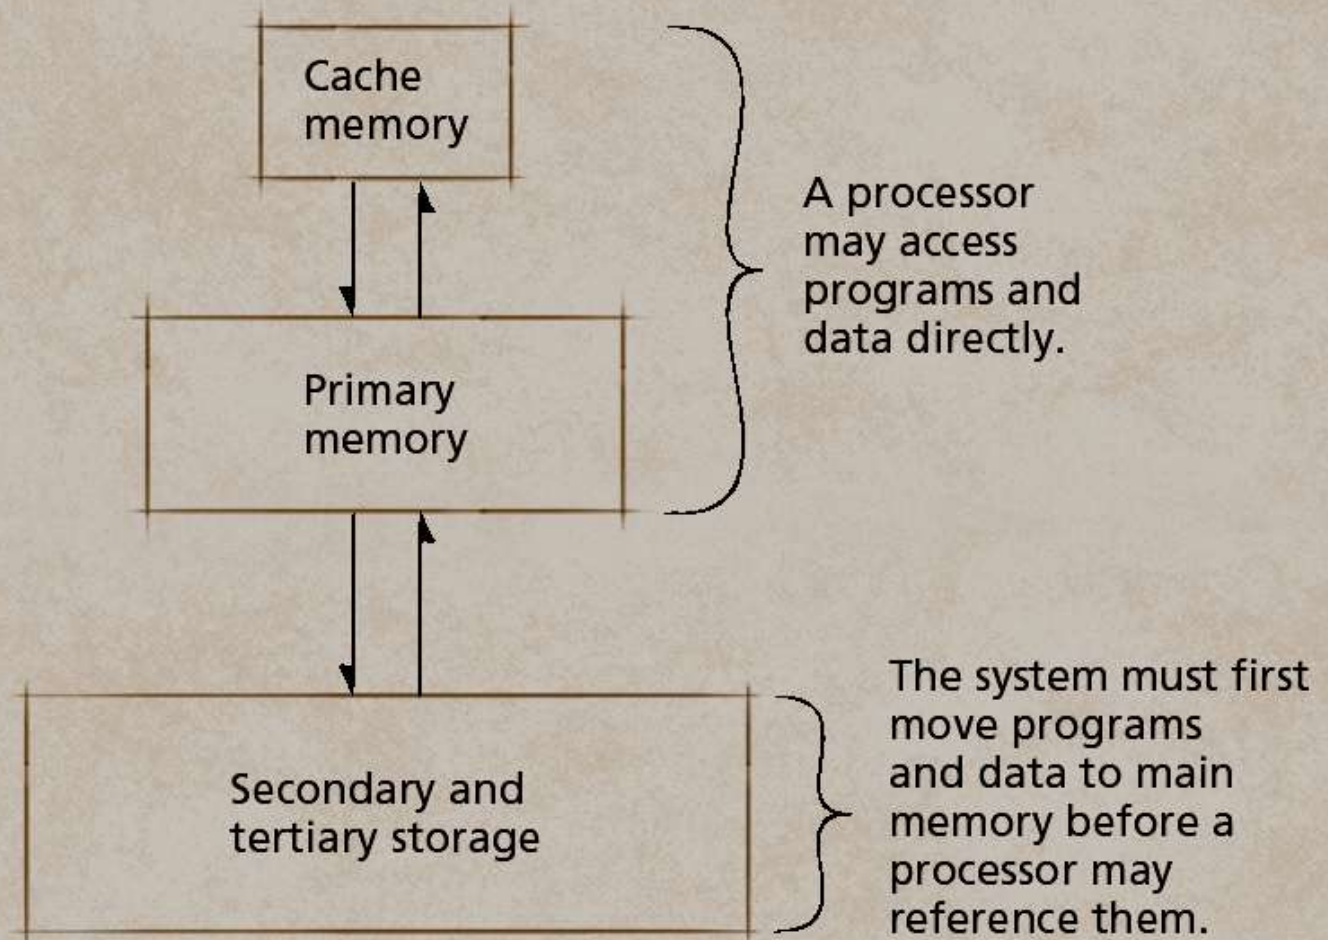 Cache
memory
A processor
may access
programs and
data directly.
Primary
memory
Secondary and
tertiary storage
The system must first
move programs
and data to main
memory before a
processor may
reference them.